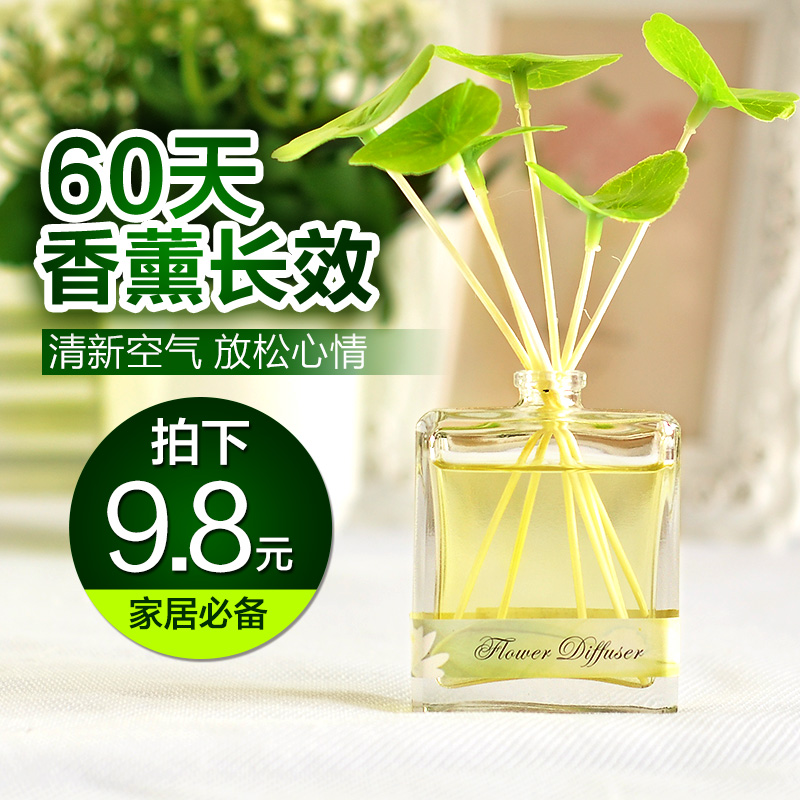 60天
香薰长效
清新空气 放松心情
拍下
9.8元
家居必备
Flower Diffuser